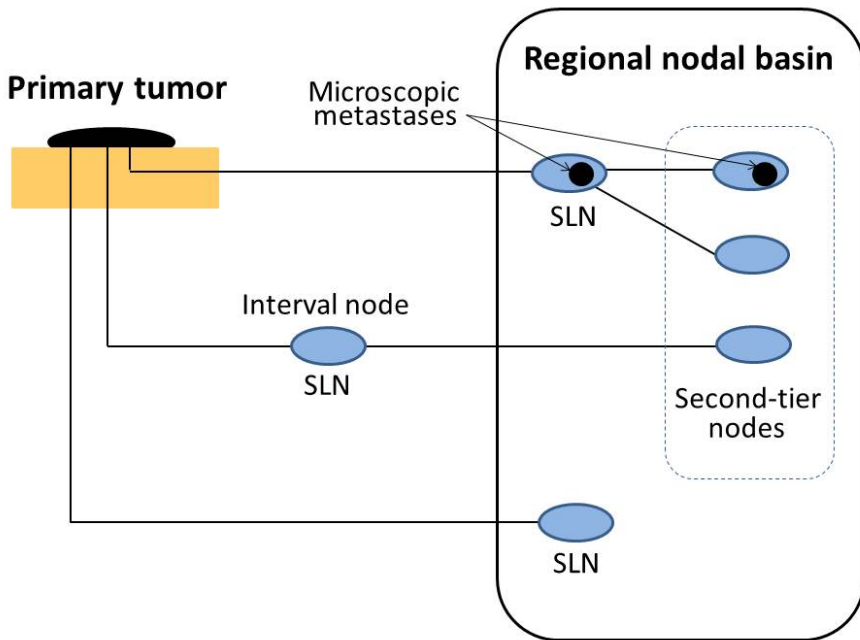 Regional nodal basin
Primary tumor
Microscopic
metastases
SLN
Interval node
SLN
Second-tier
nodes
SLN